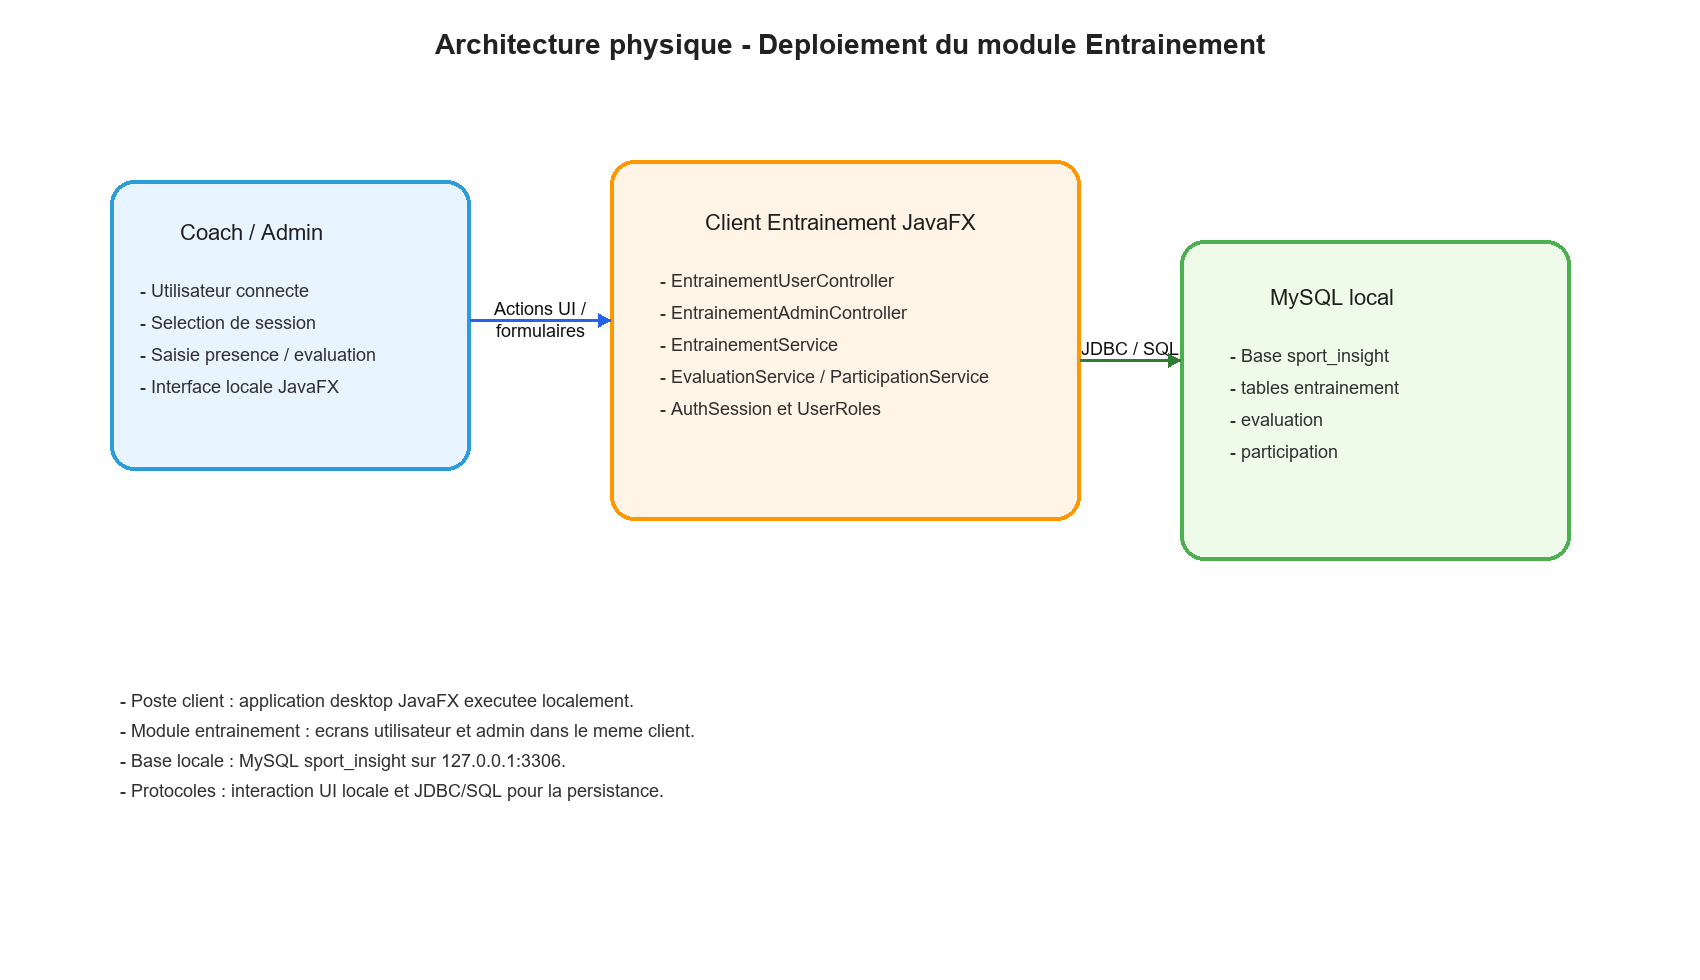 Architecture physique - Deploiement du module Entrainement
Coach / Admin
- Utilisateur connecte
- Selection de session
- Saisie presence / evaluation
- Interface locale JavaFX
Actions UI /
formulaires
Client Entrainement JavaFX
- EntrainementUserController
- EntrainementAdminController
- EntrainementService
- EvaluationService / ParticipationService
- AuthSession et UserRoles
JDBC / SQL
MySQL local
- Base sport_insight
- tables entrainement
- evaluation
- participation
- Poste client : application desktop JavaFX executee localement.
- Module entrainement : ecrans utilisateur et admin dans le meme client.
- Base locale : MySQL sport_insight sur 127.0.0.1:3306.
- Protocoles : interaction UI locale et JDBC/SQL pour la persistance.